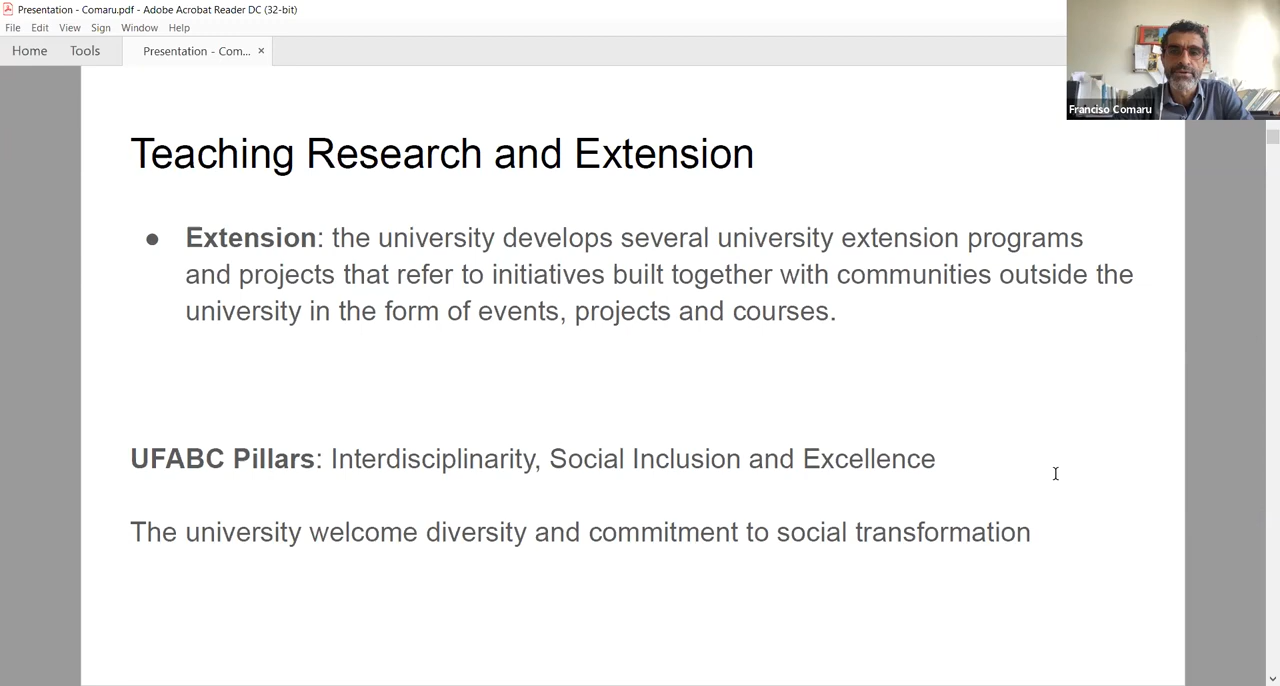 Presentation - Comaru.pdf - Adobe Acrobat Reader DC (32-bit)
File Edit View Sign Window Help
Home Tools Presentation - Com... ×
Franciso Comaru
Teaching Research and Extension
● Extension: the university develops several university extension programs
and projects that refer to initiatives built together with communities outside the
university in the form of events, projects and courses.
UFABC Pillars: Interdisciplinarity, Social Inclusion and Excellence
The university welcome diversity and commitment to social transformation